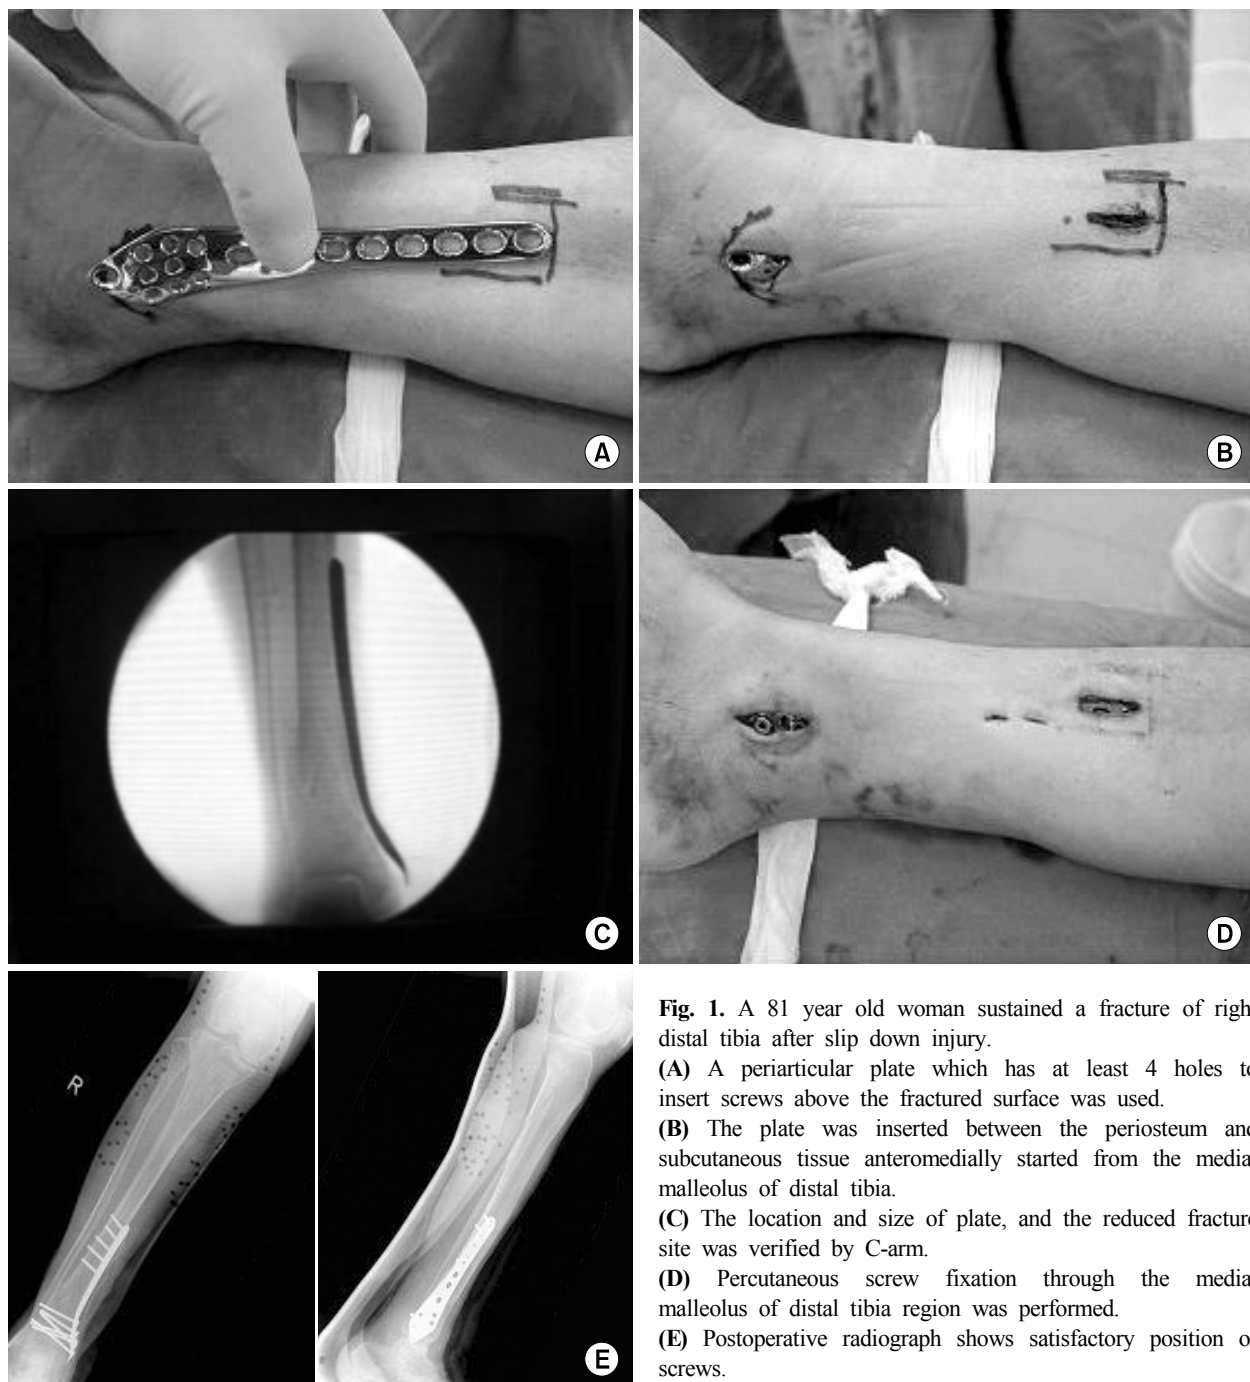 A
B
C
D
R
E
Fig. 1. A 81 year old woman sustained a fracture of righ
distal tibia after slip down injury.
(A) A periarticular plate which has at least 4 holes to
insert screws above the fractured surface was used.
(B) The plate was inserted between the periosteum and
subcutaneous tissue anteromedially started from the media
malleolus of distal tibia.
(C) The location and size of plate, and the reduced fracture
site was verified by C-arm.
(D) Percutaneous screw fixation through the media
malleolus of distal tibia region was performed.
(E) Postoperative radiograph shows satisfactory position o
screws.